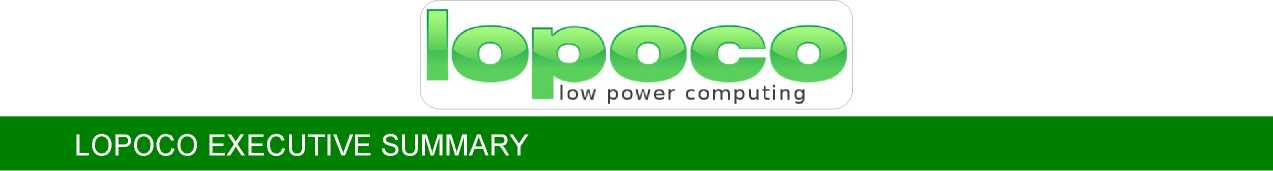 lopoco
low power computing
LOPOCO EXECUTIVE SUMMARY